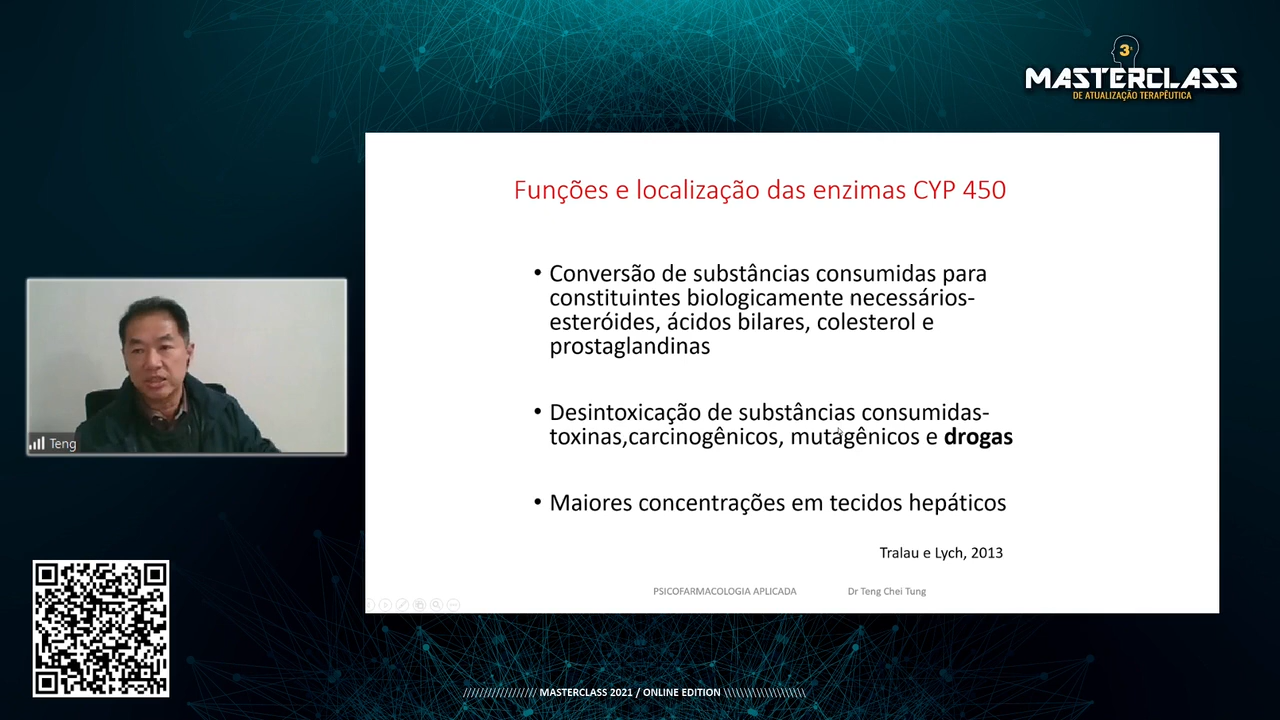 3ª
MASTERCLASS
DE ATUALIZAÇÃO TERAPÊUTICA
Funções e localização das enzimas CYP 450
• Conversão de substâncias consumidas para
constituintes biologicamente necessários-
esteróides, ácidos bilares, colesterol e
prostaglandinas
• Desintoxicação de substâncias consumidas-
toxinas,carcinogênicos, mutagênicos e drogas
• Maiores concentrações em tecidos hepáticos
Tralau e Lych, 2013
PSICOFARMACOLOGIA APLICADA
Dr Teng Chei Tung
Teng
////////////////// MASTERCLASS 2021 / ONLINE EDITION \\\\\\\\\\\\\\\\\\\\